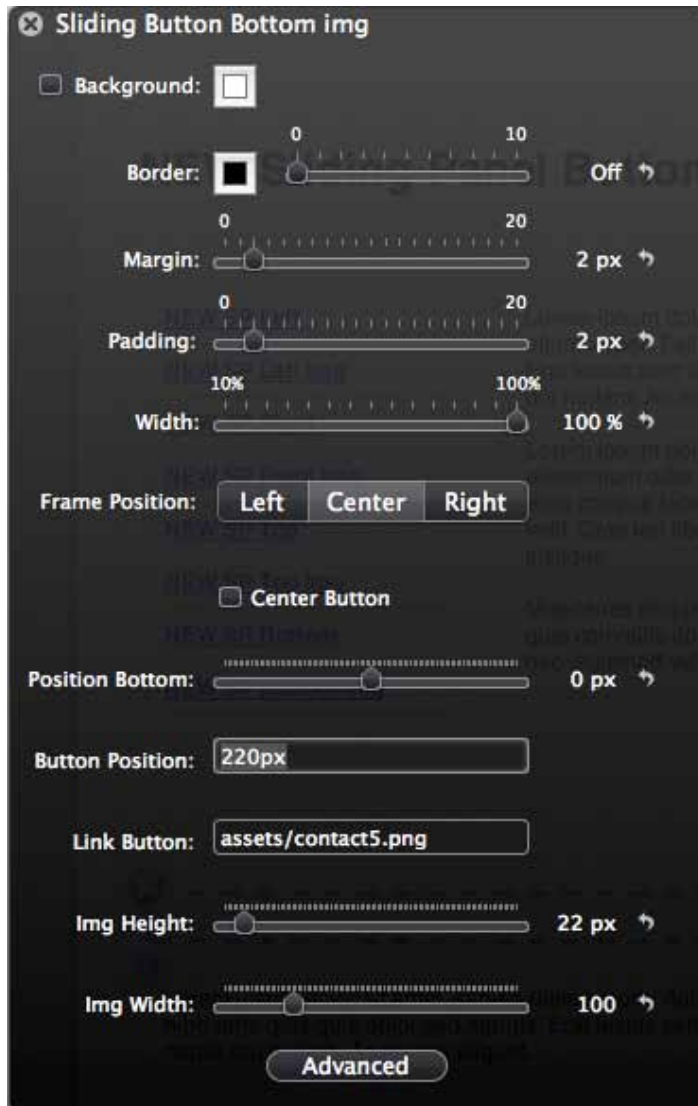 Sliding Button Bottom img
Background:
0 10
Border: Off
0 20
Margin: 2 px
0 20
Padding: 2 px
10% 100%
Width: 100 %
Frame Position: Left Center Right
Center Button
Position Bottom: 0 px
Button Position: 220px
Link Button: assets/contact5.png
Img Height: 22 px
Img Width: 100
Advanced